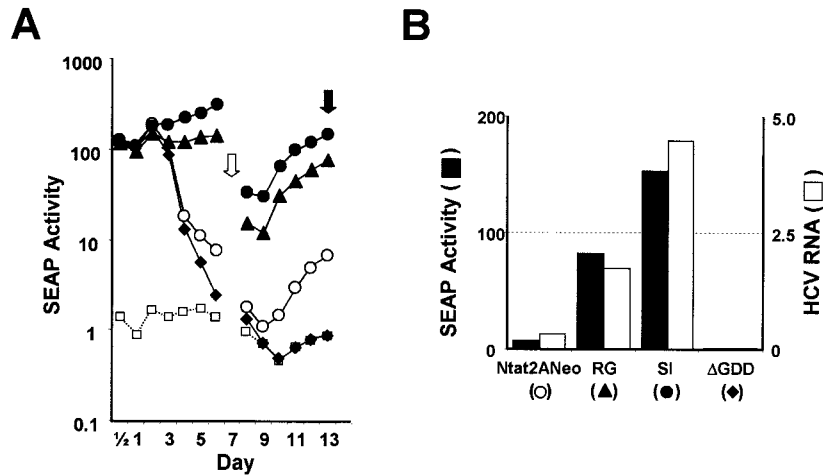 A
1000
100
10
1
0.1
SEAP Activity
½ 1 3 5 7 9 11 13
Day
B
200
100
0
SEAP Activity (■)
5.0
2.5
0
HCV RNA (□)
Ntat2ANeo RG SI ΔGDD
(○) (▲) (●) (◆)